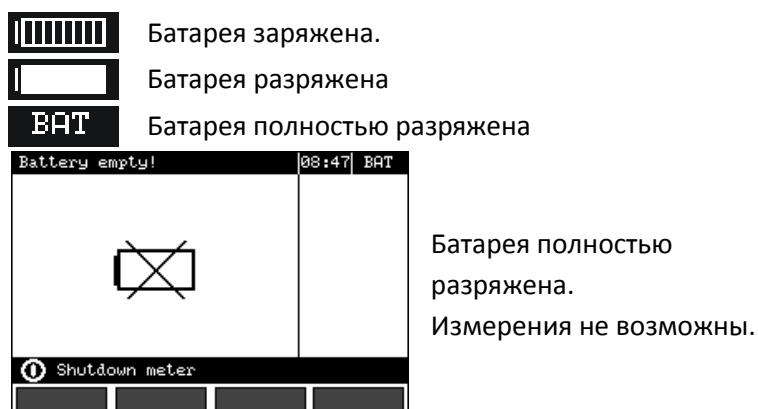 Батарея заряжена.
Батарея разряжена
BAT Батарея полностью разряжена
Battery empty! 08:47 BAT
Батарея полностью
разряжена.
Измерения не возможны.
Shutdown meter